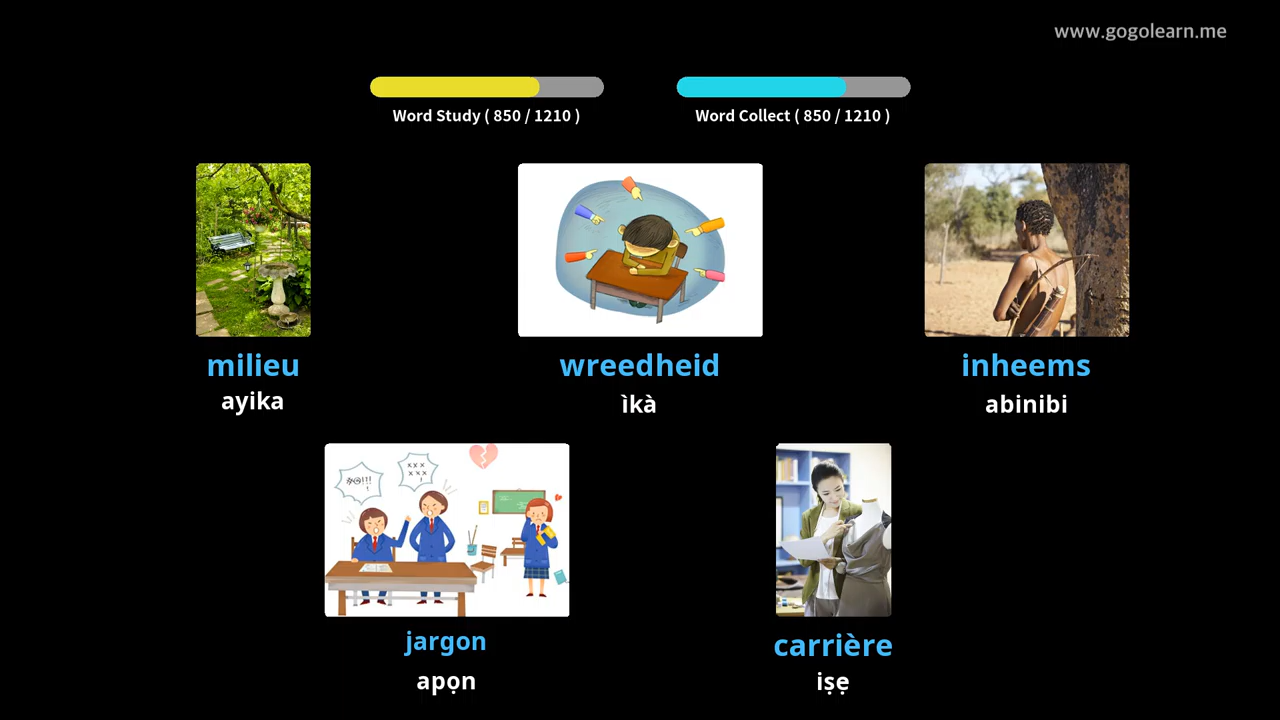 www.gogolearn.me
Word Study ( 850 / 1210 )
Word Collect ( 850 / 1210 )
milieu
ayika
wreedheid
ìkà
inheems
abinibi
jargon
apọn
carrière
iṣẹ